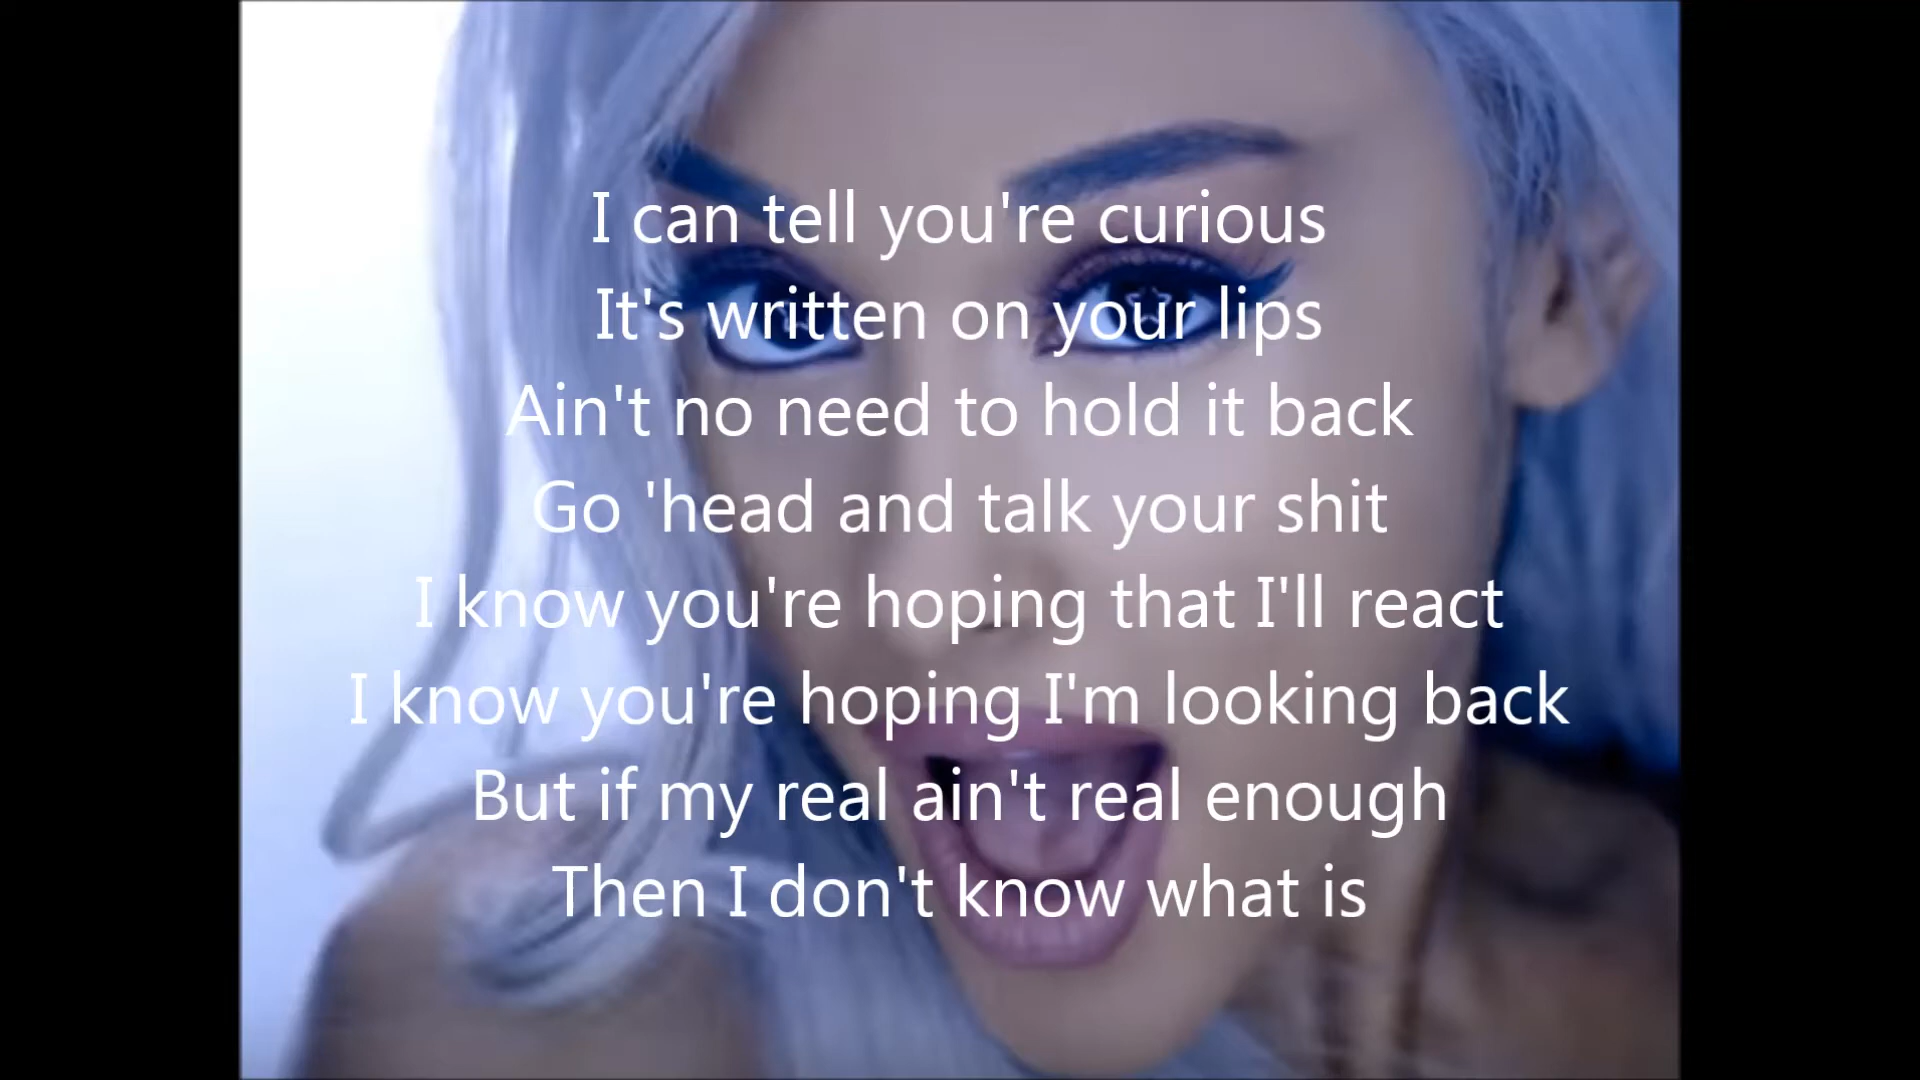 I can tell you're curious
It's written on your lips
Ain't no need to hold it back
Go 'head and talk your shit
I know you're hoping that I'll react
I know you're hoping I'm looking back
But if my real ain't real enough
Then I don't know what is